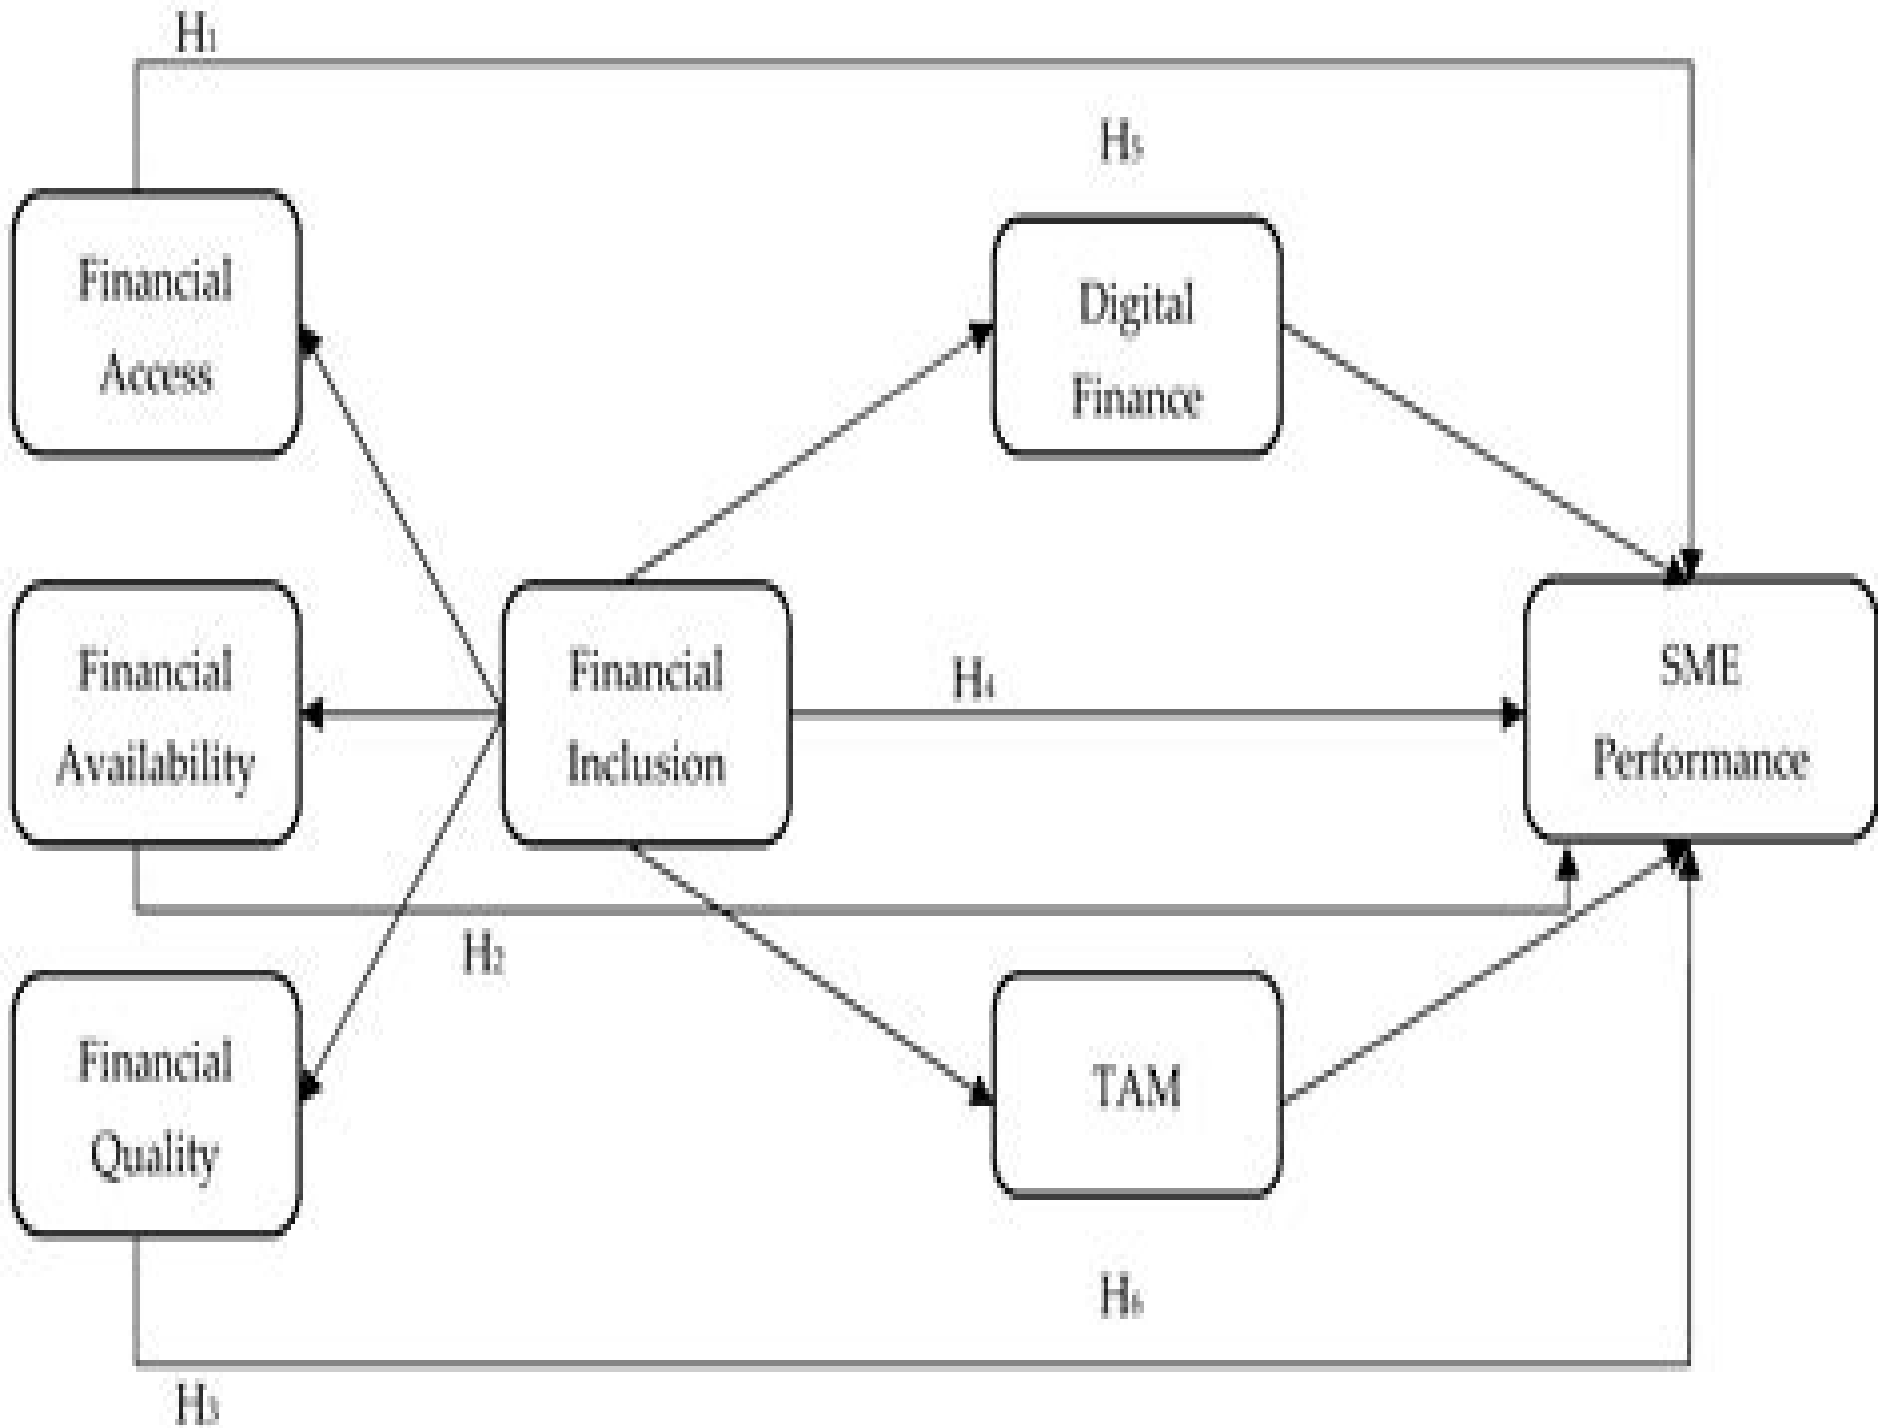 H1
H5
Financial
Access
Digital
Finance
Financial
Availability
Financial
Inclusion
H4
SME
Performance
H2
Financial
Quality
TAM
H6
H3